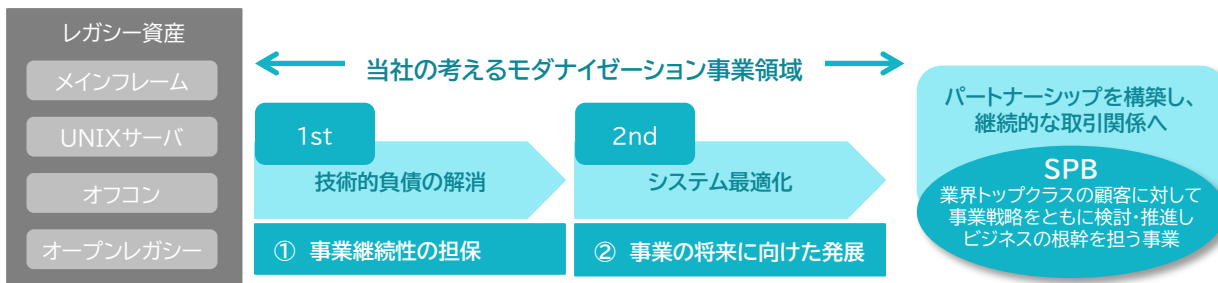 レガシー資産
メインフレーム
UNIXサーバ
オフコン
オープンレガシー
当社の考えるモダナイゼーション事業領域
1st
技術的負債の解消
① 事業継続性の担保
2nd
システム最適化
② 事業の将来に向けた発展
パートナーシップを構築し、
継続的な取引関係へ
SPB
業界トップクラスの顧客に対して
事業戦略をともに検討・推進し
ビジネスの根幹を担う事業